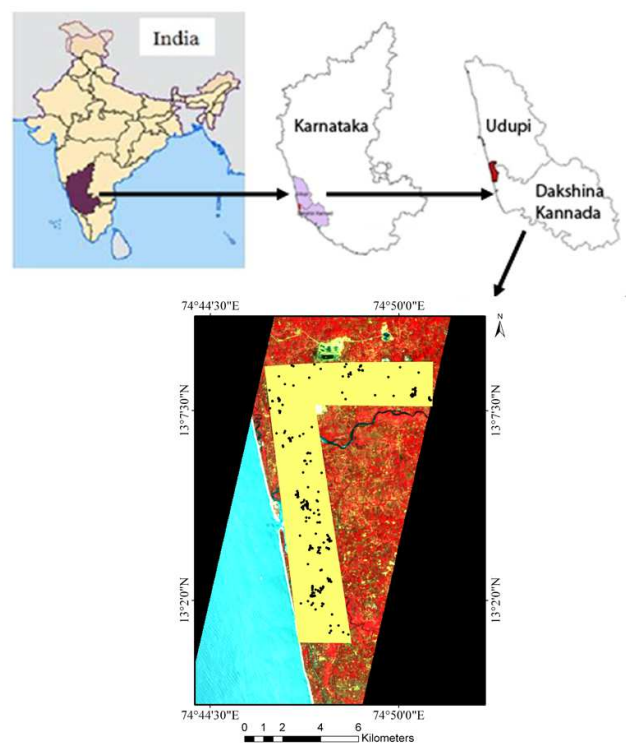 India
Karnataka
Udupi
Dakshina
Kannada
74°44'30"E
74°50'0"E
N
13°7'30"N
13°7'30"N
13°2'0"N
13°2'0"N
74°44'30"E
74°50'0"E
0 1 2 4 6
Kilometers